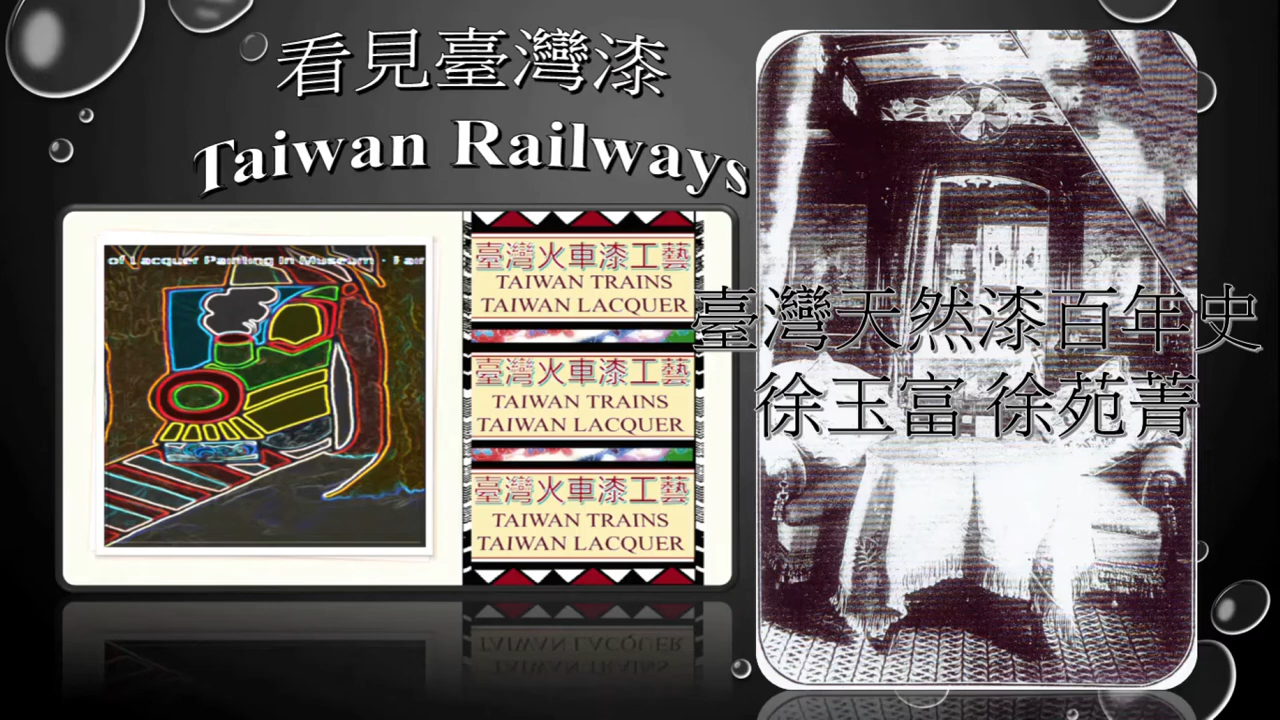 看見臺灣漆
Taiwan Railways
of Lacquer Painting in Museum · Fair
臺灣火車漆工藝
TAIWAN TRAINS
TAIWAN LACQUER
臺灣火車漆工藝
TAIWAN TRAINS
TAIWAN LACQUER
臺灣火車漆工藝
TAIWAN TRAINS
TAIWAN LACQUER
臺灣天然漆百年史
徐玉富 徐苑菁